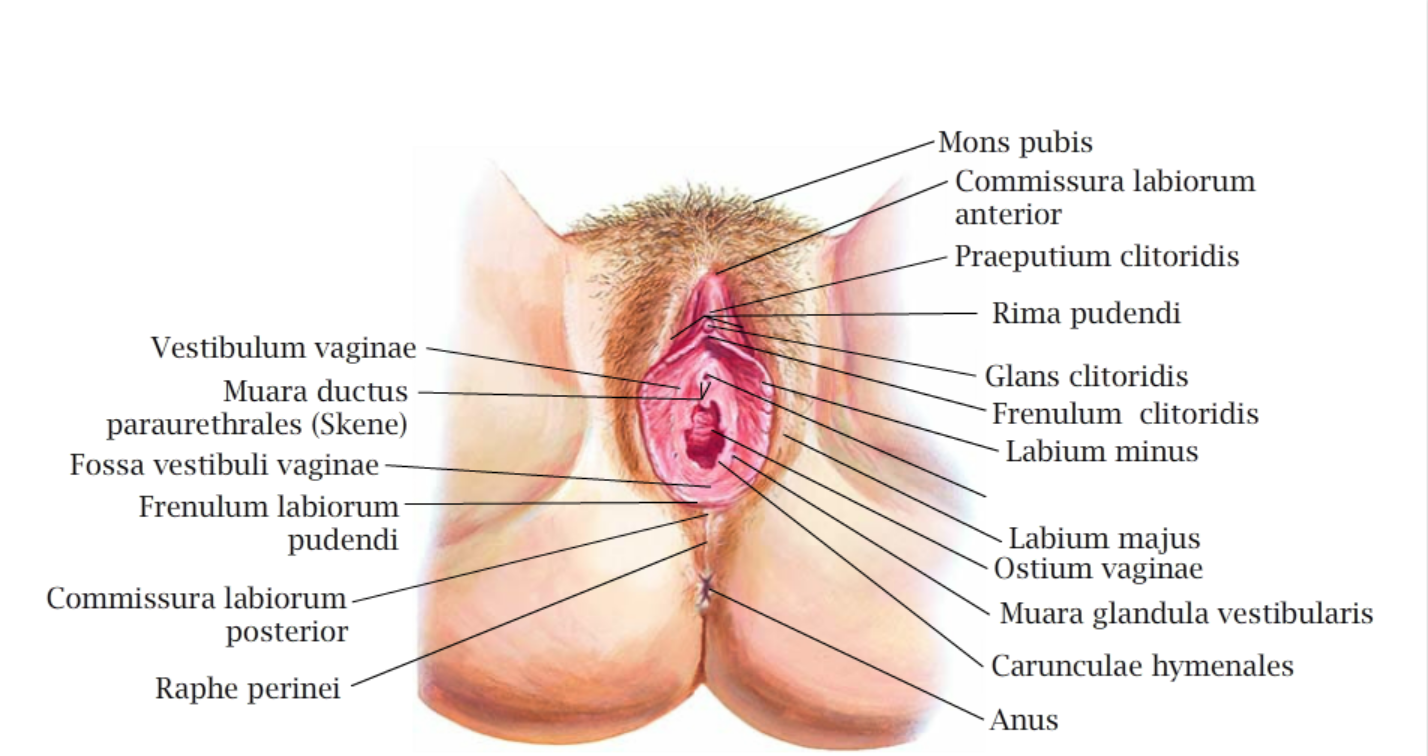 Mons pubis
Commissura labiorum
anterior
Praeputium clitoridis
Rima pudendi
Glans clitoridis
Frenulum clitoridis
Labium minus
Labium majus
Ostium vaginae
Muara glandula vestibularis
Carunculae hymenales
Anus
Vestibulum vaginae
Muara ductus
paraurethrales (Skene)
Fossa vestibuli vaginae
Frenulum labiorum
pudendi
Commissura labiorum
posterior
Raphe perinei